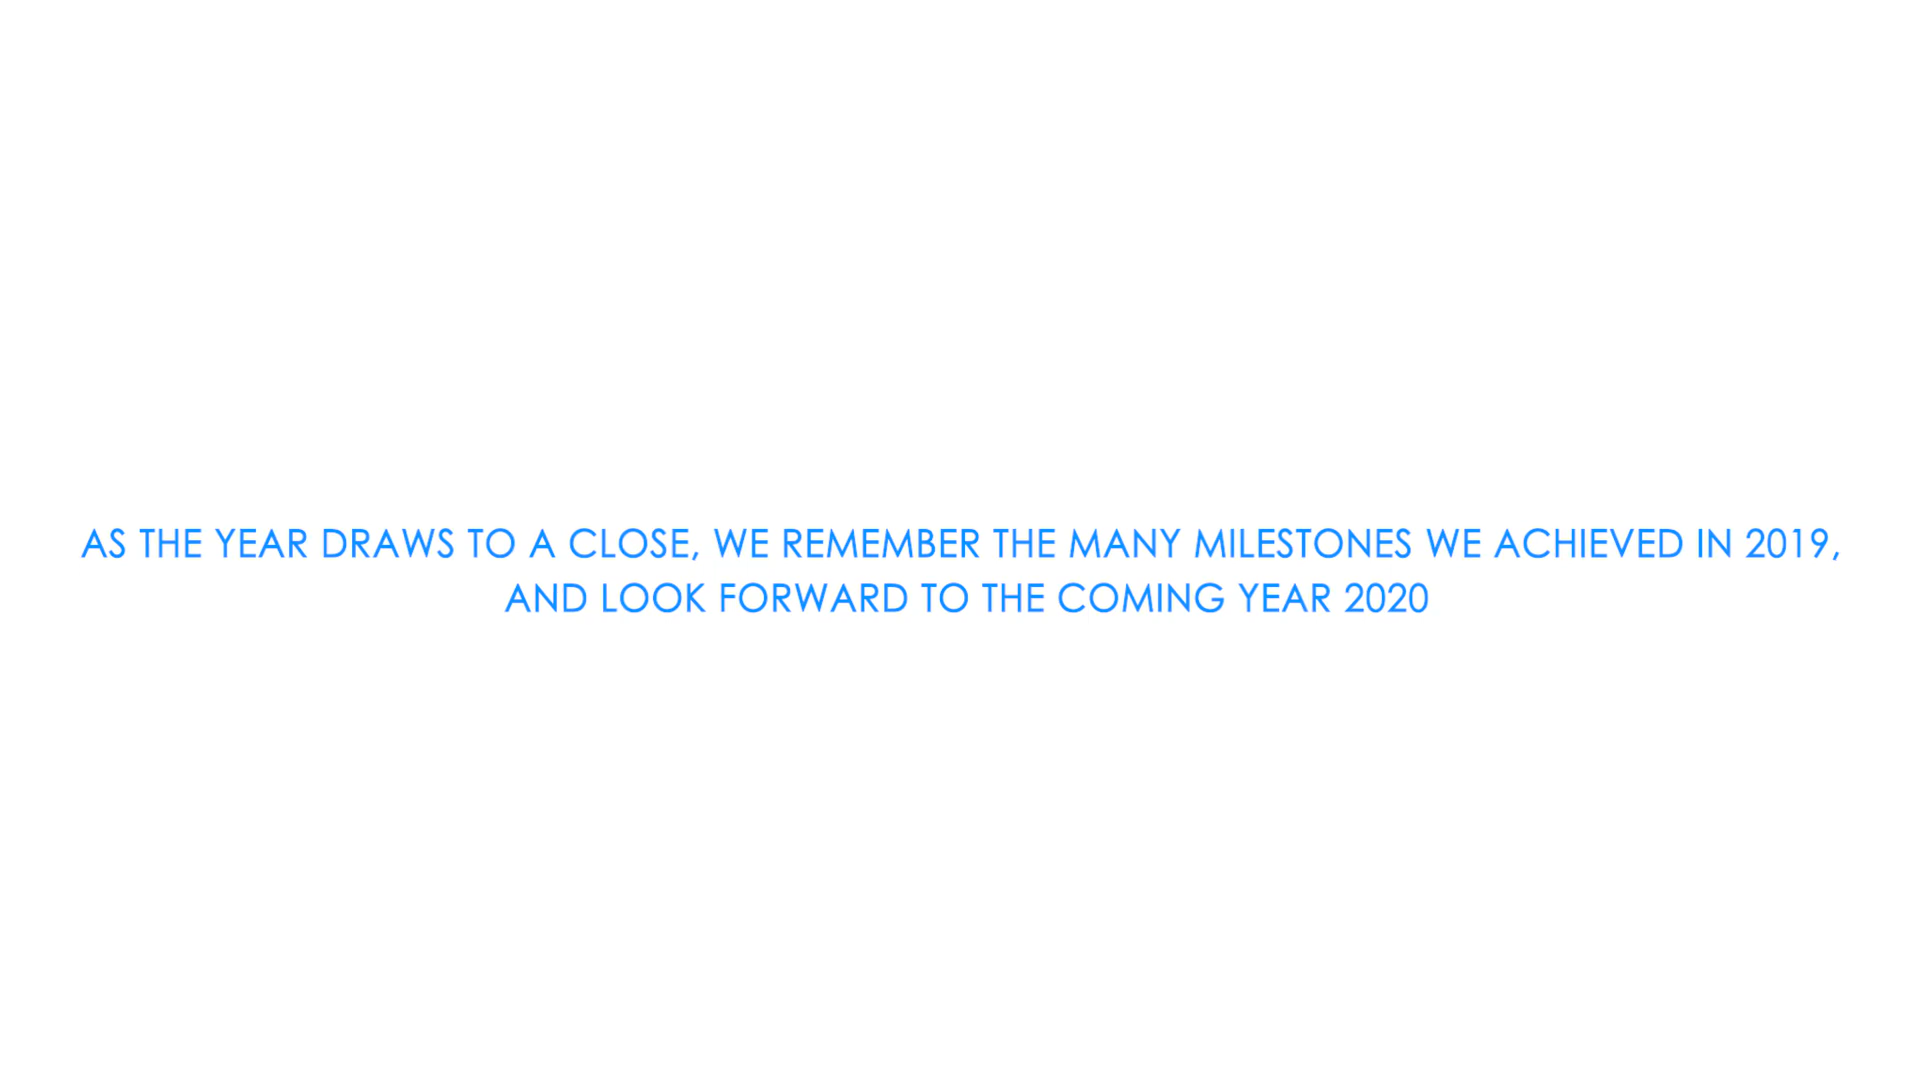 AS THE YEAR DRAWS TO A CLOSE, WE REMEMBER THE MANY MILESTONES WE ACHIEVED IN 2019,
AND LOOK FORWARD TO THE COMING YEAR 2020